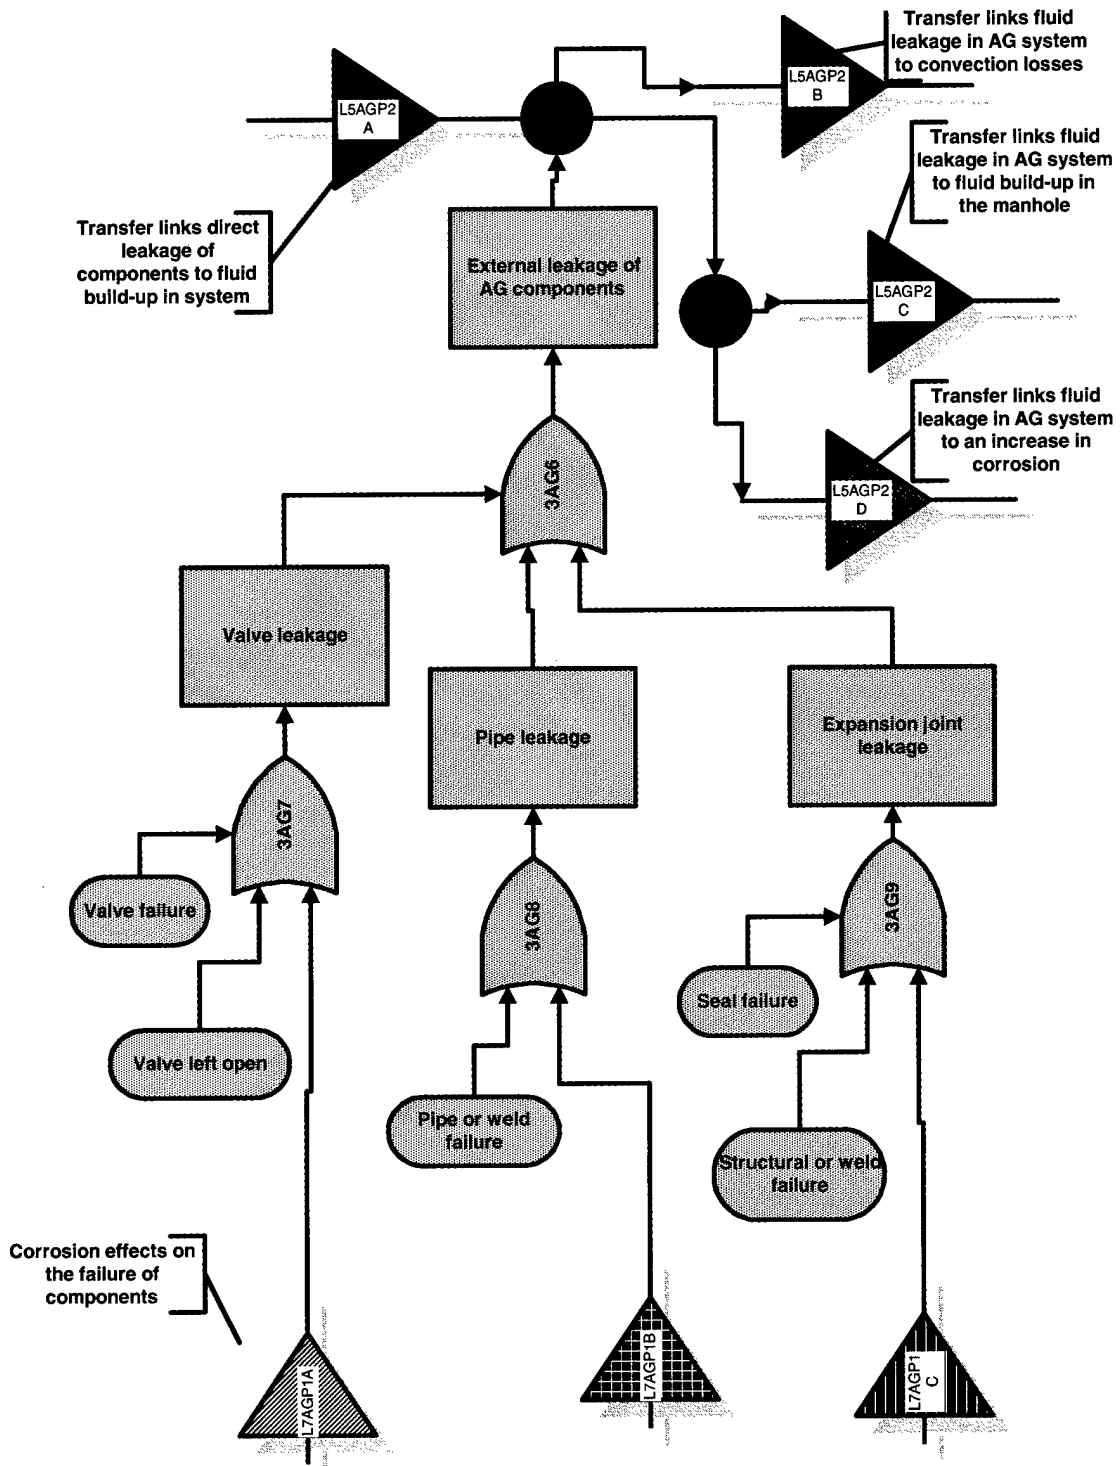 Transfer links fluid
leakage in AG system
to convection losses
L5AGP2
B
L5AGP2
A
Transfer links fluid
leakage in AG system
to fluid build-up in
the manhole
Transfer links direct
leakage of
components to fluid
build-up in system
External leakage of
AG components
L5AGP2
C
Transfer links fluid
leakage in AG system
to an increase in
corrosion
3AG6
L5AGP2
D
Valve leakage
Pipe leakage
Expansion joint
leakage
3AG7
3AG8
3AG9
Valve failure
Seal failure
Valve left open
Pipe or weld
failure
Structural or weld
failure
Corrosion effects on
the failure of
components
L7AGP1A
L7AGP1B
L7AGP1
C